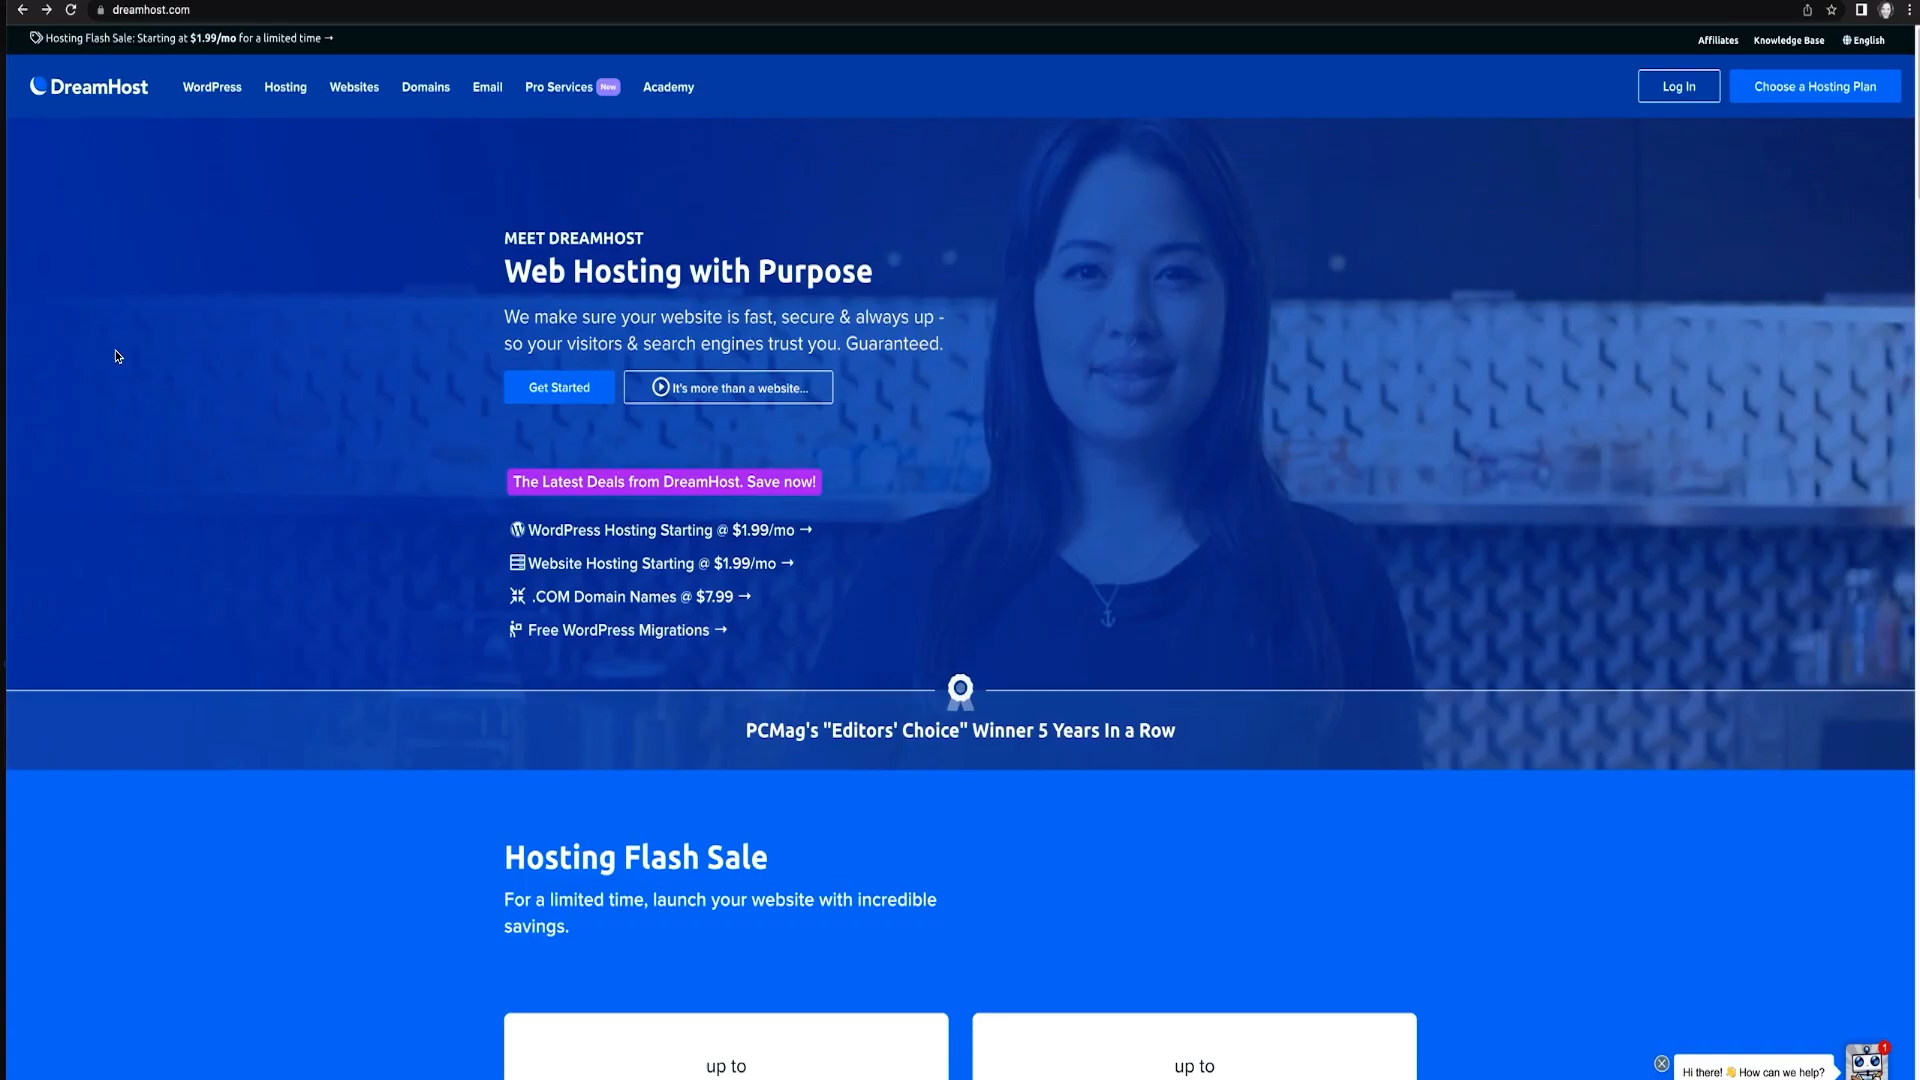 dreamhost.com
Hosting Flash Sale: Starting at $1.99/mo for a limited time →
Affiliates
Knowledge Base
English
DreamHost
WordPress
Hosting
Websites
Domains
Email
Pro Services New
Academy
Log In
Choose a Hosting Plan
MEET DREAMHOST
Web Hosting with Purpose
We make sure your website is fast, secure & always up -
so your visitors & search engines trust you. Guaranteed.
Get Started
It's more than a website...
The Latest Deals from DreamHost. Save now!
WordPress Hosting Starting @ $1.99/mo →
Website Hosting Starting @ $1.99/mo →
.COM Domain Names @ $7.99 →
Free WordPress Migrations →
PCMag's "Editors' Choice" Winner 5 Years In a Row
Hosting Flash Sale
For a limited time, launch your website with incredible
savings.
up to
up to
Hi there! 👋 How can we help?
1